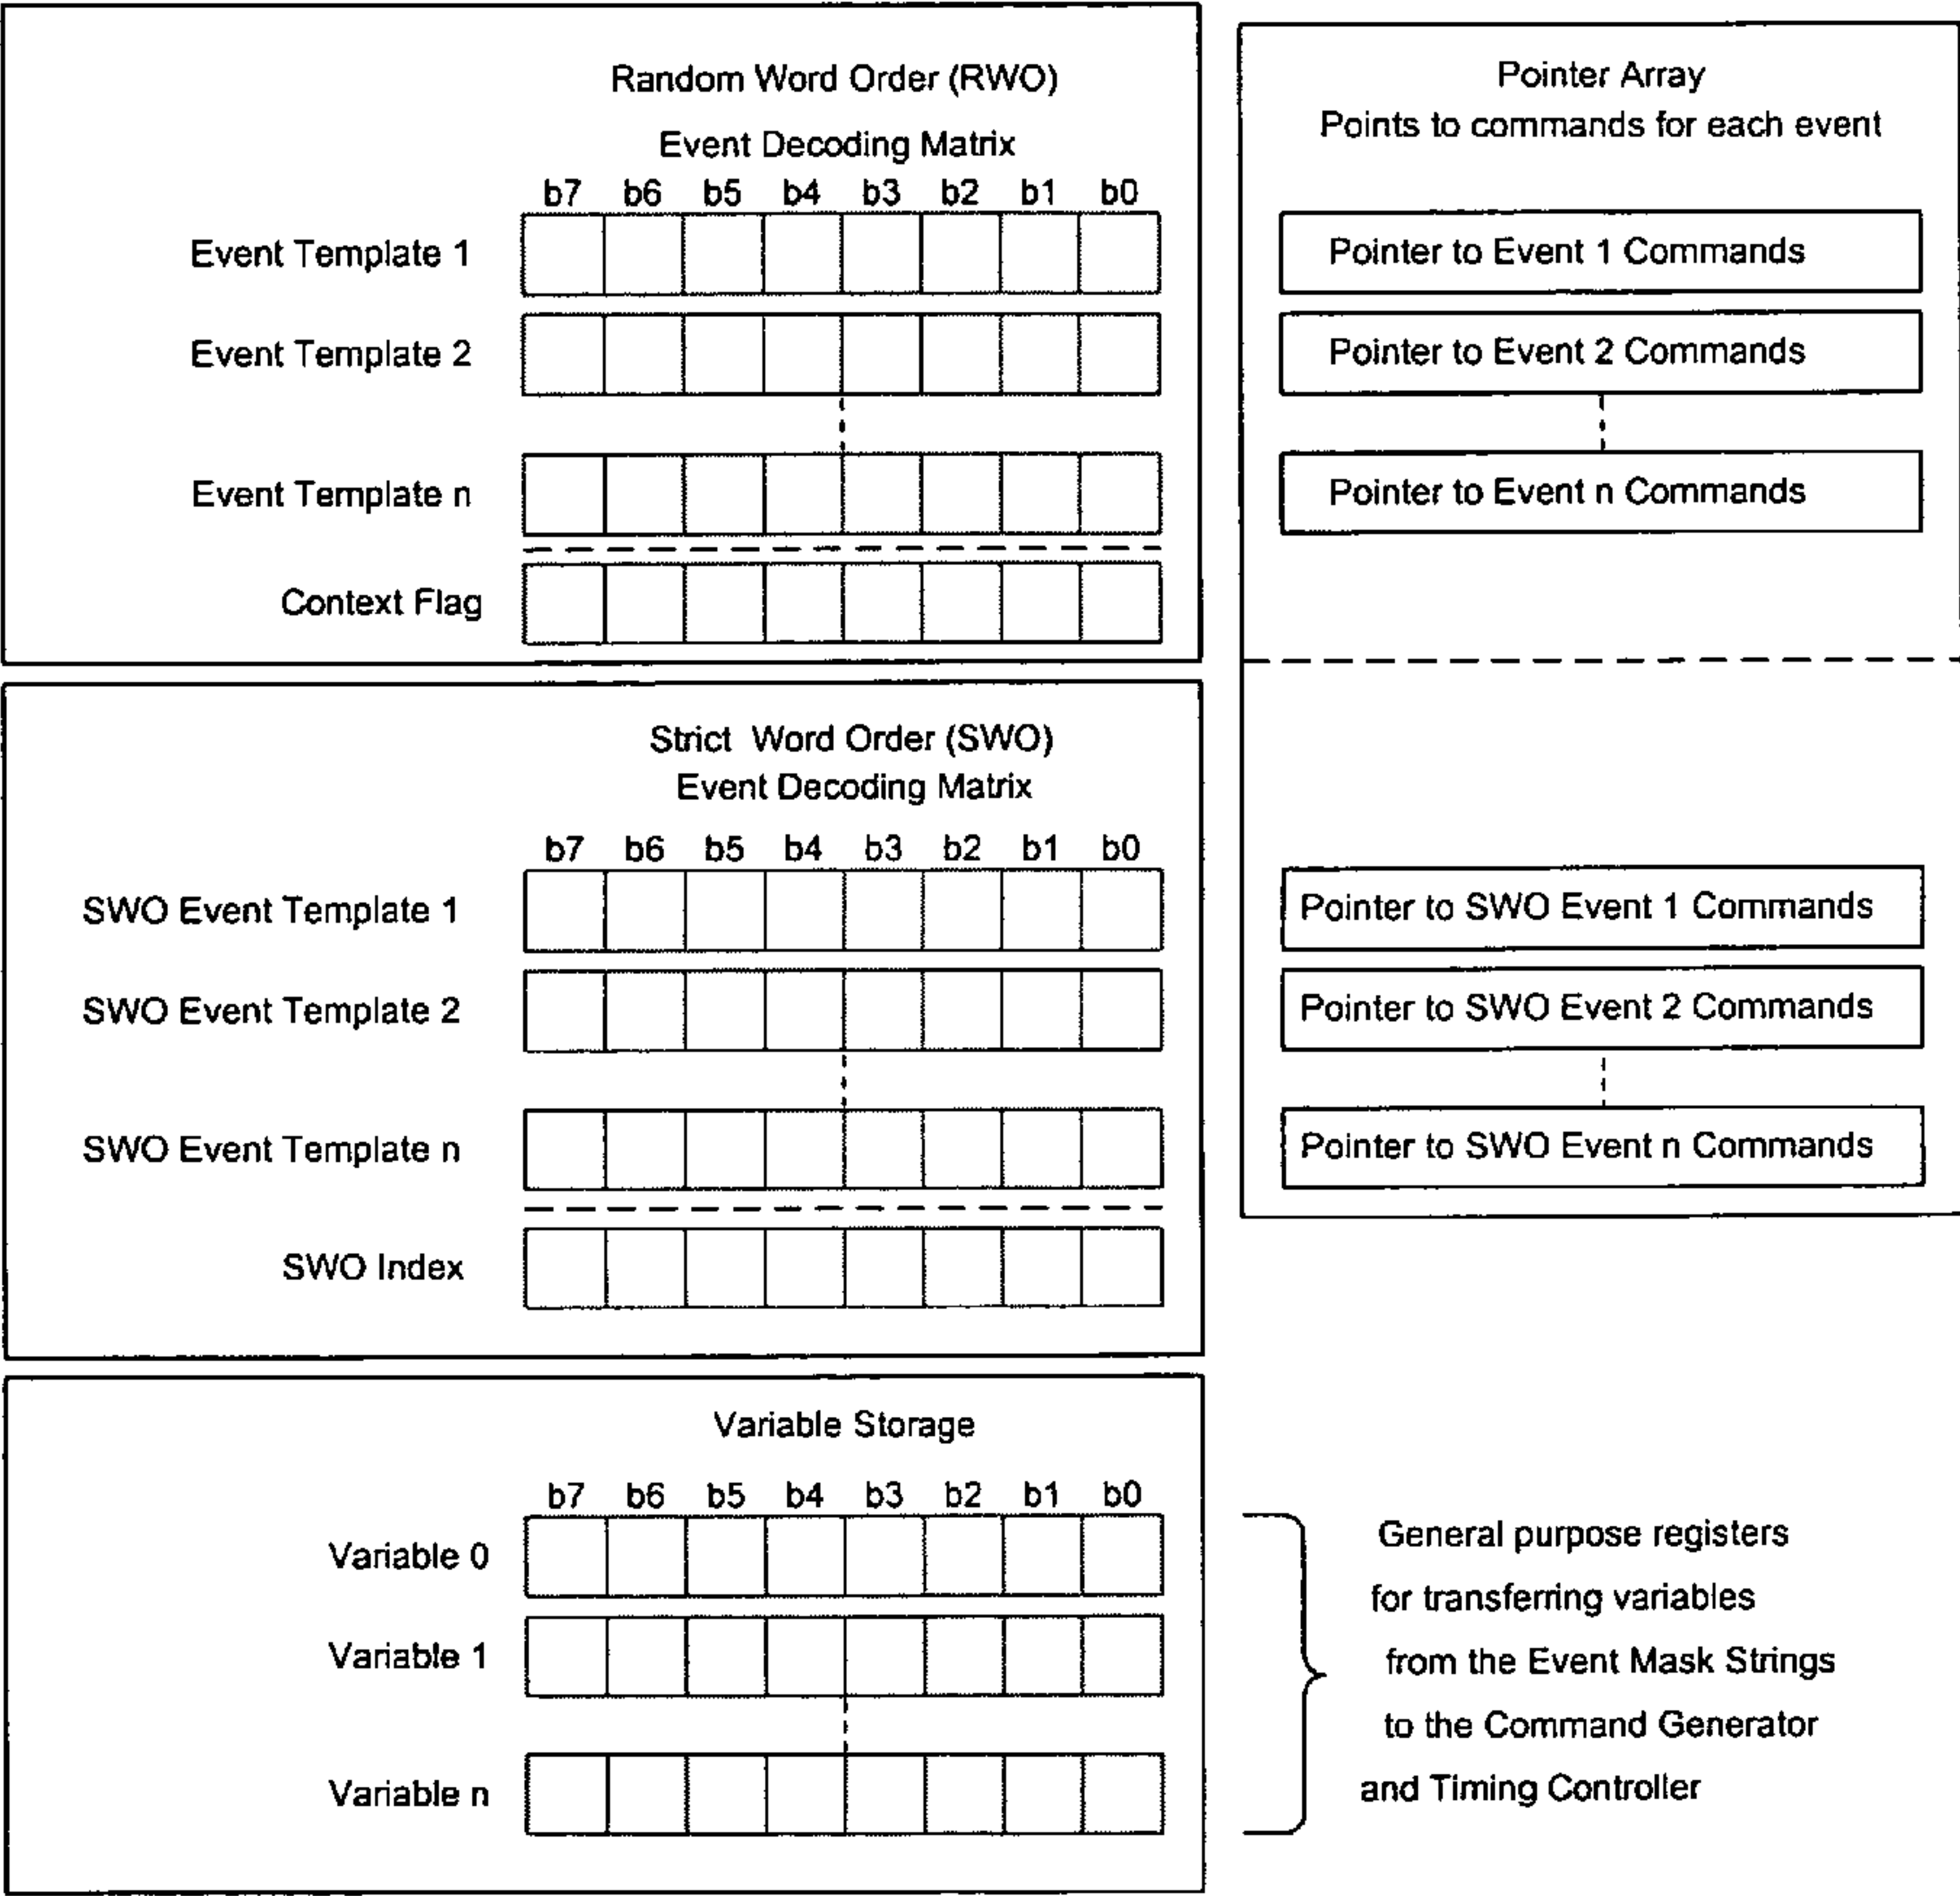 Random Word Order (RWO)
Event Decoding Matrix
b7 b6 b5 b4 b3 b2 b1 b0
Event Template 1
Event Template 2
Event Template n
Context Flag
Pointer Array
Points to commands for each event
Pointer to Event 1 Commands
Pointer to Event 2 Commands
Pointer to Event n Commands
Strict Word Order (SWO)
Event Decoding Matrix
b7 b6 b5 b4 b3 b2 b1 b0
SWO Event Template 1
SWO Event Template 2
SWO Event Template n
SWO Index
Pointer to SWO Event 1 Commands
Pointer to SWO Event 2 Commands
Pointer to SWO Event n Commands
Variable Storage
b7 b6 b5 b4 b3 b2 b1 b0
Variable 0
Variable 1
Variable n
General purpose registers
for transferring variables
from the Event Mask Strings
to the Command Generator
and Timing Controller